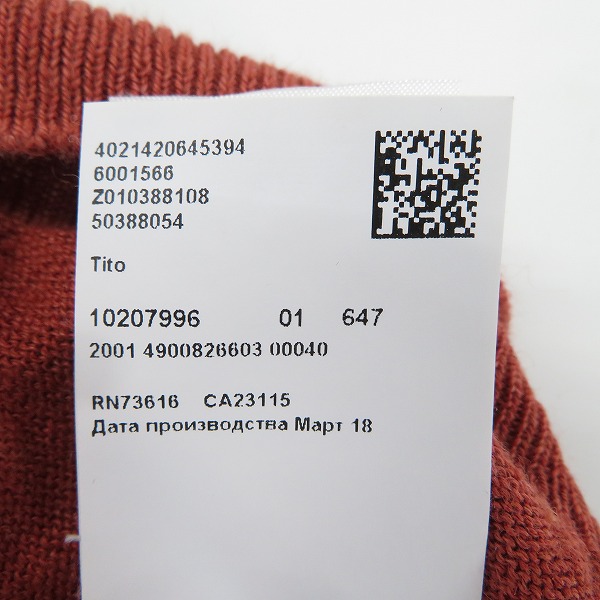 4021420645394
6001566
Z010388108
50388054
Tito
10207996 01 647
2001 4900826603 00040
RN73616 CA23115
Дата производства Март 18